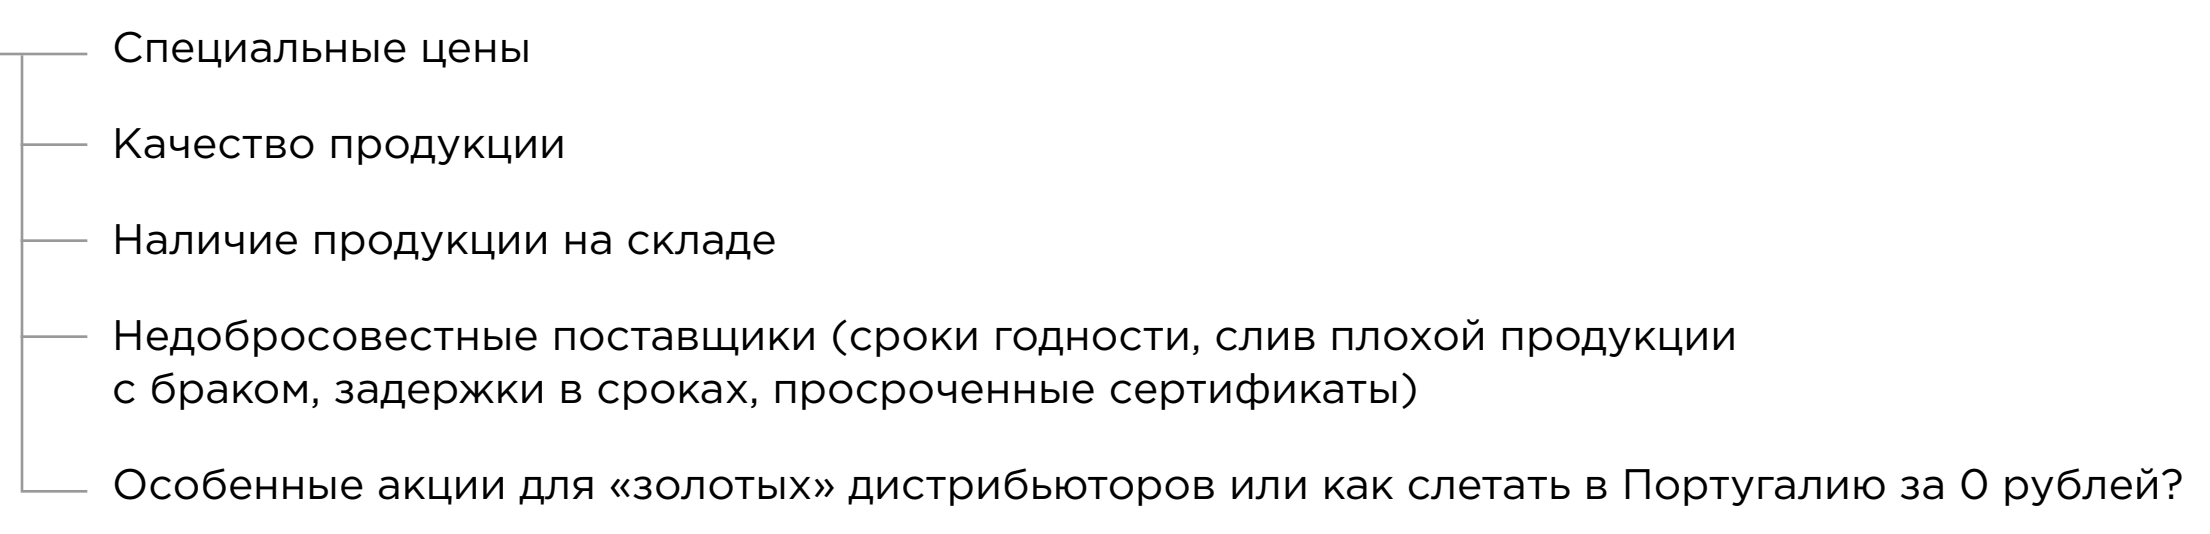 Специальные цены
Качество продукции
Наличие продукции на складе
Недобросовестные поставщики (сроки годности, слив плохой продукции
с браком, задержки в сроках, просроченные сертификаты)
Особенные акции для «золотых» дистрибьюторов или как слетать в Португалию за 0 рублей?